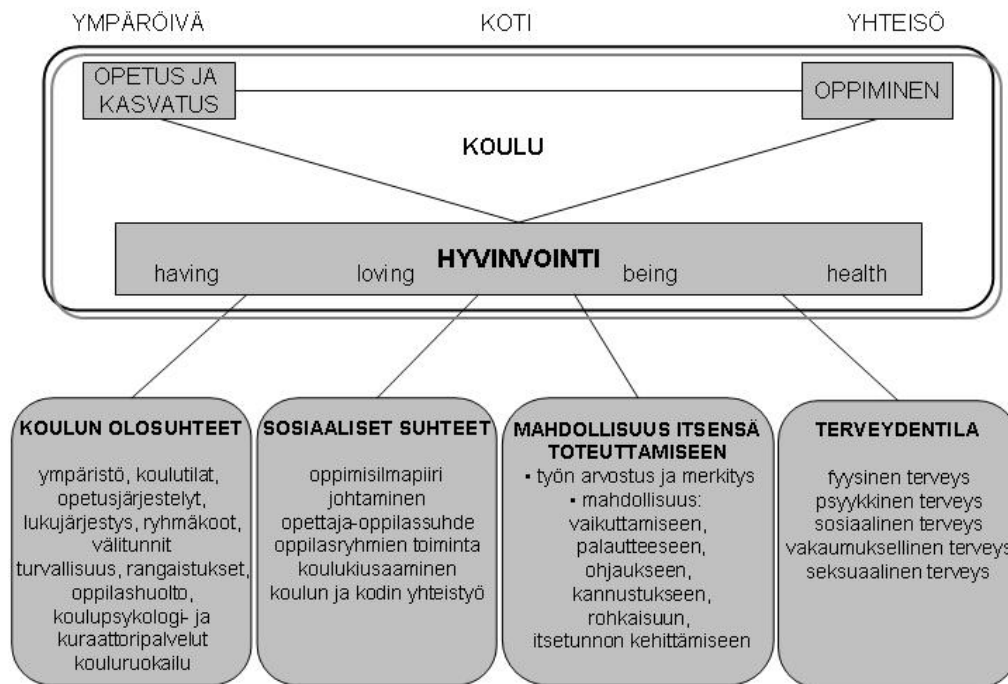 YMPÄRÖIVÄ KOTI YHTEISÖ
OPETUS JA
KASVATUS
OPPIMINEN
KOULU
HYVINVOINTI
having loving being health
KOULUN OLOSUHTEET
ympäristö, koulutilat,
opetusjärjestelyt,
lukujärjestys, ryhmäkoot,
välitunnit
turvallisuus, rangaistukset,
oppilashuolto,
koulupsykologi- ja
kuraattoripalvelut
kouluruokailu
SOSIAALISET SUHTEET
oppimisilmapiiri
johtaminen
opettaja-oppilassuhde
oppilasryhmien toiminta
koulukiusaaminen
koulun ja kodin yhteistyö
MAHDOLLISUUS ITSENSÄ
TOTEUTTAMISEEN
▪ työn arvostus ja merkitys
▪ mahdollisuus:
vaikuttamiseen,
palautteeseen,
ohjaukseen,
kannustukseen,
rohkaisuun,
itsetunnon kehittämiseen
TERVEYDENTILA
fyysinen terveys
psyykkinen terveys
sosiaalinen terveys
vakaumuksellinen terveys
seksuaalinen terveys